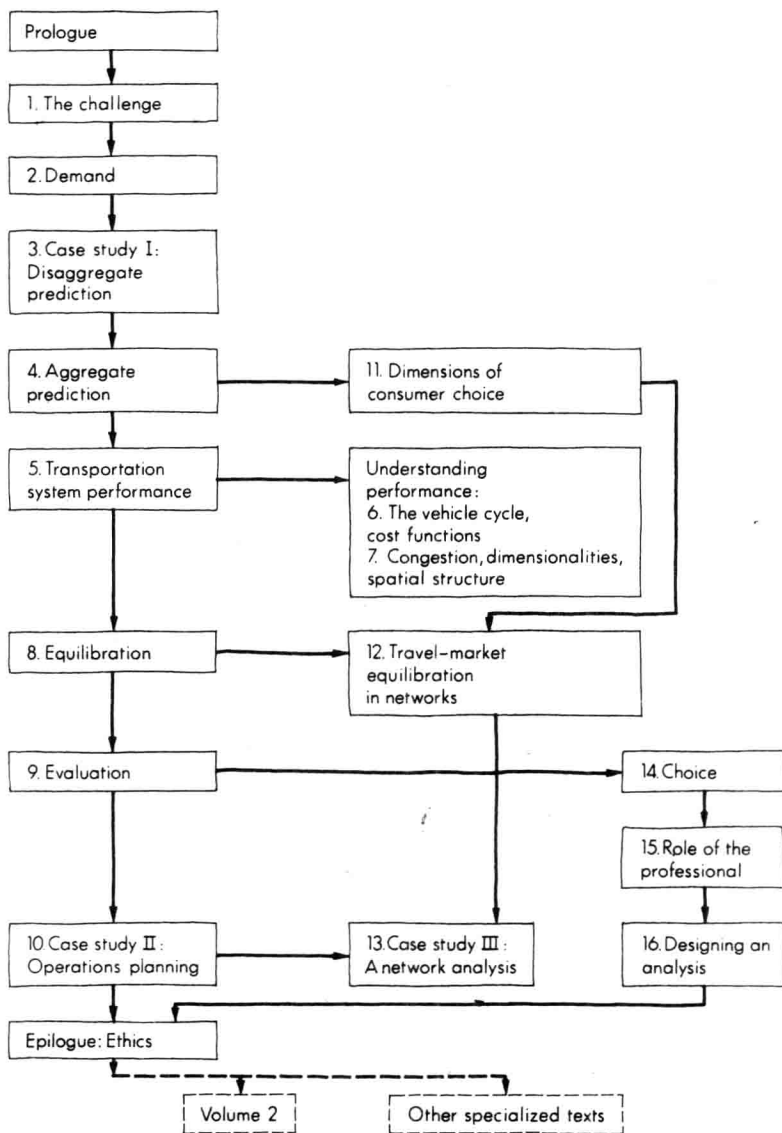 Prologue
1. The challenge
2. Demand
3. Case study I:
Disaggregate
prediction
4. Aggregate
prediction
11. Dimensions of
consumer choice
5. Transportation
system performance
Understanding
performance:
6. The vehicle cycle,
cost functions
7. Congestion, dimensionalities,
spatial structure
8. Equilibration
12. Travel-market
equilibration
in networks
9. Evaluation
14. Choice
15. Role of the
professional
10. Case study II:
Operations planning
13. Case study III:
A network analysis
16. Designing an
analysis
Epilogue: Ethics
Volume 2
Other specialized texts